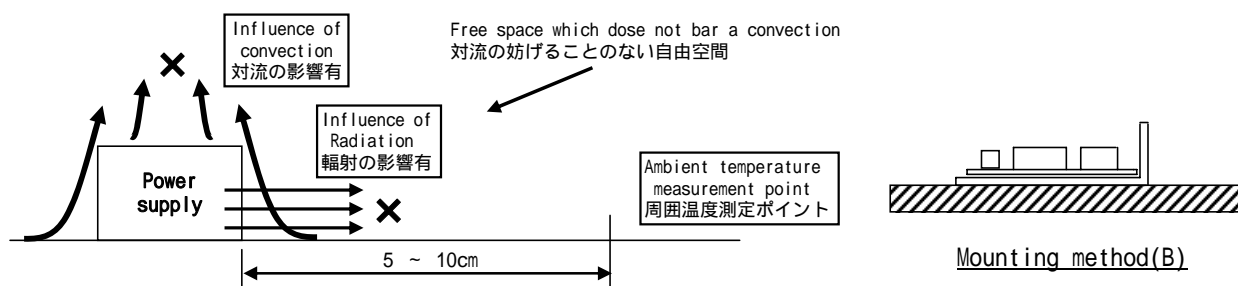 Influence of
convection
対流の影響有
Free space which dose not bar a convection
対流の妨げることのない自由空間
Influence of
Radiation
輻射の影響有
Power
supply
Ambient temperature
measurement point
周囲温度測定ポイント
5 ~ 10cm
Mounting method(B)